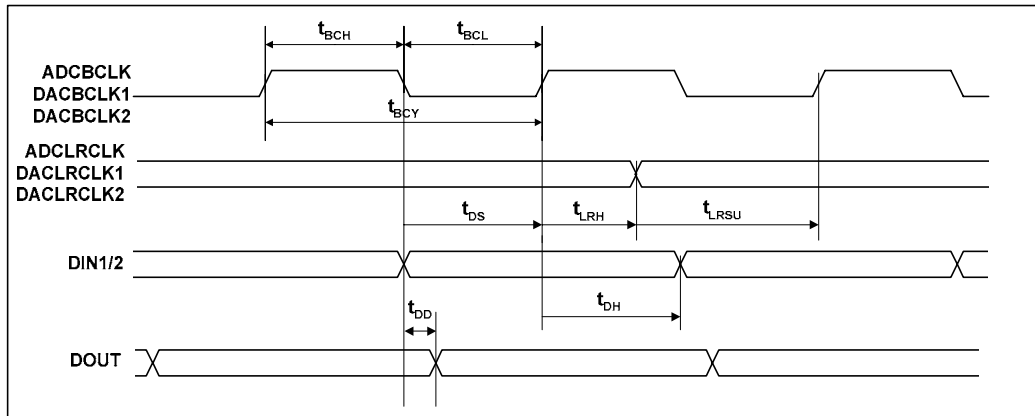 tBCH
tBCL
ADCBCLK
DACBCLK1
DACBCLK2
tBCY
ADCLRCLK
DACLRCLK1
DACLRCLK2
tDS
tLRH
tLRSU
DIN1/2
tDD
tDH
DOUT